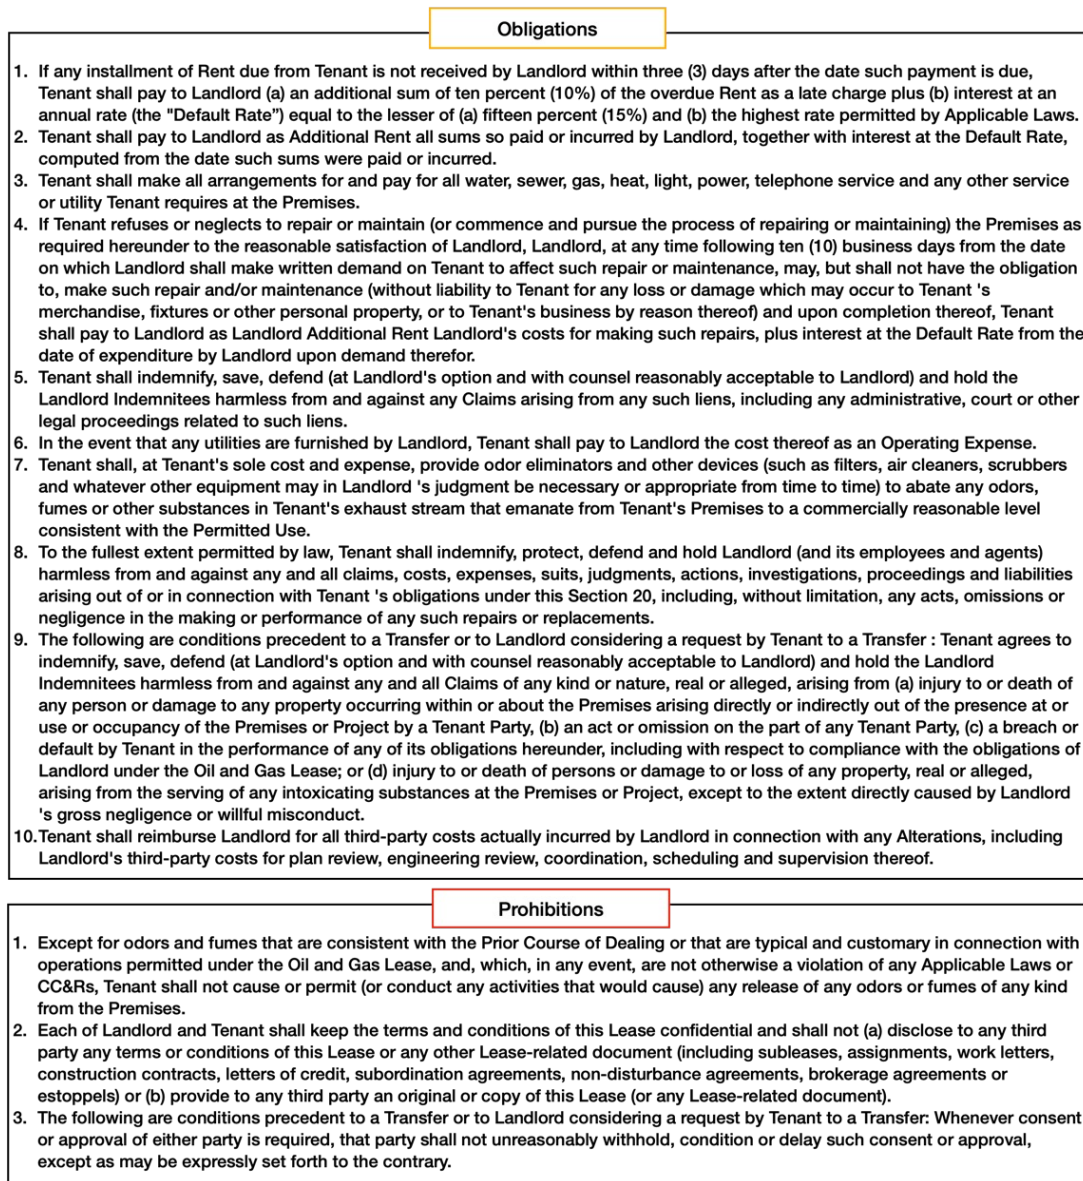 Obligations
1. If any installment of Rent due from Tenant is not received by Landlord within three (3) days after the date such payment is due,
Tenant shall pay to Landlord (a) an additional sum of ten percent (10%) of the overdue Rent as a late charge plus (b) interest at an
annual rate (the "Default Rate") equal to the lesser of (a) fifteen percent (15%) and (b) the highest rate permitted by Applicable Laws.
2. Tenant shall pay to Landlord as Additional Rent all sums so paid or incurred by Landlord, together with interest at the Default Rate,
computed from the date such sums were paid or incurred.
3. Tenant shall make all arrangements for and pay for all water, sewer, gas, heat, light, power, telephone service and any other service
or utility Tenant requires at the Premises.
4. If Tenant refuses or neglects to repair or maintain (or commence and pursue the process of repairing or maintaining) the Premises as
required hereunder to the reasonable satisfaction of Landlord, Landlord, at any time following ten (10) business days from the date
on which Landlord shall make written demand on Tenant to affect such repair or maintenance, may, but shall not have the obligation
to, make such repair and/or maintenance (without liability to Tenant for any loss or damage which may occur to Tenant 's
merchandise, fixtures or other personal property, or to Tenant's business by reason thereof) and upon completion thereof, Tenant
shall pay to Landlord as Landlord Additional Rent Landlord's costs for making such repairs, plus interest at the Default Rate from the
date of expenditure by Landlord upon demand therefor.
5. Tenant shall indemnify, save, defend (at Landlord's option and with counsel reasonably acceptable to Landlord) and hold the
Landlord Indemnitees harmless from and against any Claims arising from any such liens, including any administrative, court or other
legal proceedings related to such liens.
6. In the event that any utilities are furnished by Landlord, Tenant shall pay to Landlord the cost thereof as an Operating Expense.
7. Tenant shall, at Tenant's sole cost and expense, provide odor eliminators and other devices (such as filters, air cleaners, scrubbers
and whatever other equipment may in Landlord 's judgment be necessary or appropriate from time to time) to abate any odors,
fumes or other substances in Tenant's exhaust stream that emanate from Tenant's Premises to a commercially reasonable level
consistent with the Permitted Use.
8. To the fullest extent permitted by law, Tenant shall indemnify, protect, defend and hold Landlord (and its employees and agents)
harmless from and against any and all claims, costs, expenses, suits, judgments, actions, investigations, proceedings and liabilities
arising out of or in connection with Tenant 's obligations under this Section 20, including, without limitation, any acts, omissions or
negligence in the making or performance of any such repairs or replacements.
9. The following are conditions precedent to a Transfer or to Landlord considering a request by Tenant to a Transfer : Tenant agrees to
indemnify, save, defend (at Landlord's option and with counsel reasonably acceptable to Landlord) and hold the Landlord
Indemnitees harmless from and against any and all Claims of any kind or nature, real or alleged, arising from (a) injury to or death of
any person or damage to any property occurring within or about the Premises arising directly or indirectly out of the presence at or
use or occupancy of the Premises or Project by a Tenant Party, (b) an act or omission on the part of any Tenant Party, (c) a breach or
default by Tenant in the performance of any of its obligations hereunder, including with respect to compliance with the obligations of
Landlord under the Oil and Gas Lease; or (d) injury to or death of persons or damage to or loss of any property, real or alleged,
arising from the serving of any intoxicating substances at the Premises or Project, except to the extent directly caused by Landlord
's gross negligence or willful misconduct.
10.Tenant shall reimburse Landlord for all third-party costs actually incurred by Landlord in connection with any Alterations, including
Landlord's third-party costs for plan review, engineering review, coordination, scheduling and supervision thereof.
Prohibitions
1. Except for odors and fumes that are consistent with the Prior Course of Dealing or that are typical and customary in connection with
operations permitted under the Oil and Gas Lease, and, which, in any event, are not otherwise a violation of any Applicable Laws or
CC&Rs, Tenant shall not cause or permit (or conduct any activities that would cause) any release of any odors or fumes of any kind
from the Premises.
2. Each of Landlord and Tenant shall keep the terms and conditions of this Lease confidential and shall not (a) disclose to any third
party any terms or conditions of this Lease or any other Lease-related document (including subleases, assignments, work letters,
construction contracts, letters of credit, subordination agreements, non-disturbance agreements, brokerage agreements or
estoppels) or (b) provide to any third party an original or copy of this Lease (or any Lease-related document).
3. The following are conditions precedent to a Transfer or to Landlord considering a request by Tenant to a Transfer: Whenever consent
or approval of either party is required, that party shall not unreasonably withhold, condition or delay such consent or approval,
except as may be expressly set forth to the contrary.